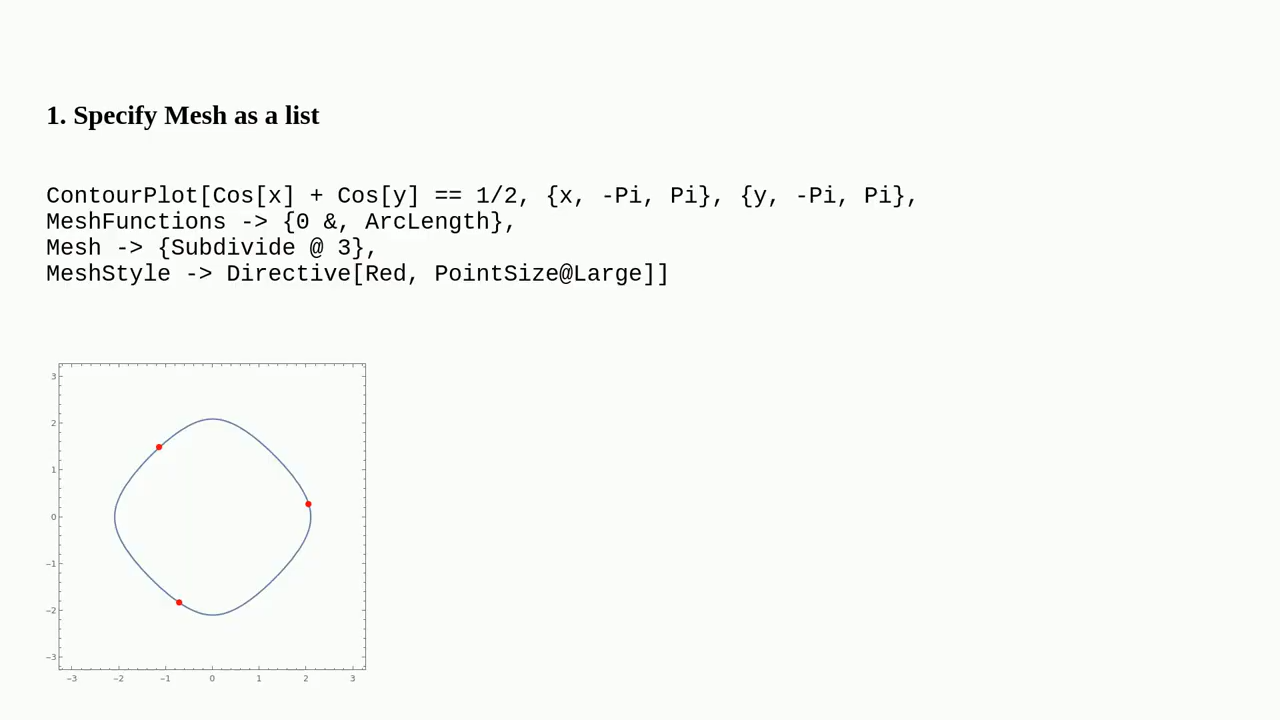 1. Specify Mesh as a list
ContourPlot[Cos[x] + Cos[y] == 1/2, {x, -Pi, Pi}, {y, -Pi, Pi},
MeshFunctions -> {0 &, ArcLength},
Mesh -> {Subdivide @ 3},
MeshStyle -> Directive[Red, PointSize@Large]]
3
2
1
0
−1
−2
−3
−3 −2 −1 0 1 2 3